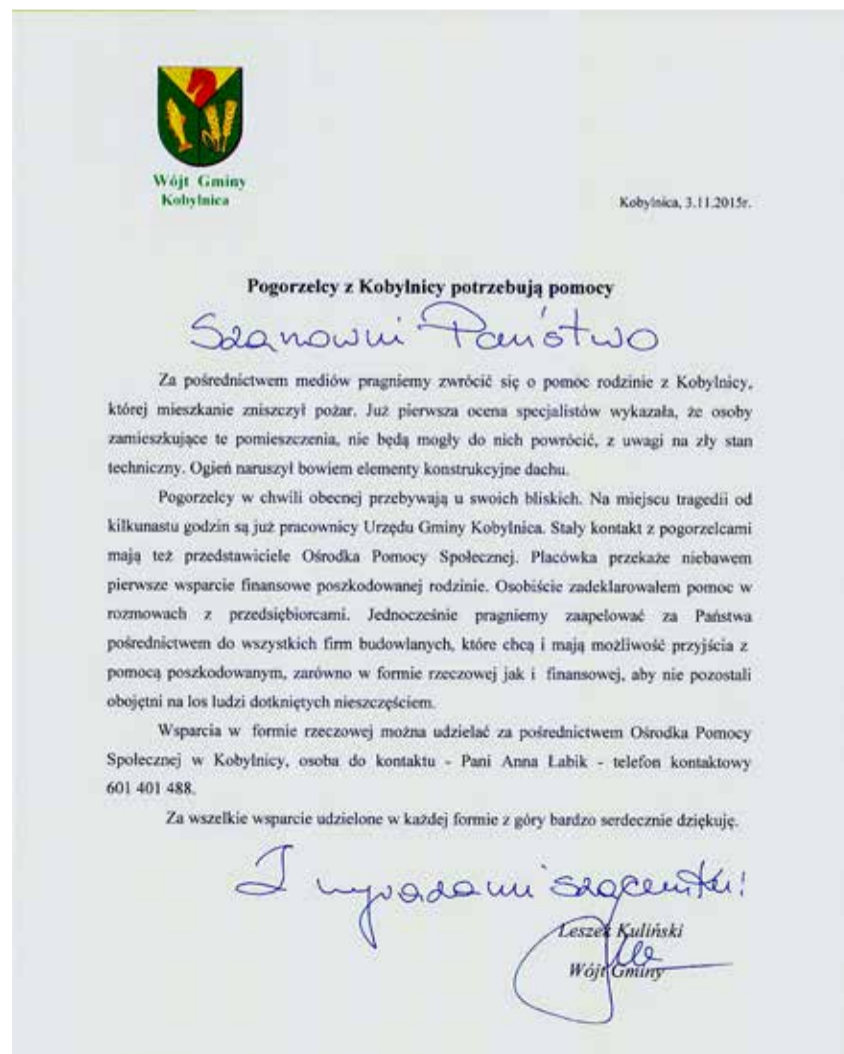 Wójt Gminy
Kobylnica
Kobylnica, 3.11.2015r.
Pogorzelcy z Kobylnicy potrzebują pomocy
Szanowni Państwo
Za pośrednictwem mediów pragniemy zwrócić się o pomoc rodzinie z Kobylnicy,
której mieszkanie zniszczył pożar. Już pierwsza ocena specjalistów wykazała, że osoby
zamieszkujące te pomieszczenia, nie będą mogły do nich powrócić, z uwagi na zły stan
techniczny. Ogień naruszył bowiem elementy konstrukcyjne dachu.
Pogorzelcy w chwili obecnej przebywają u swoich bliskich. Na miejscu tragedii od
kilkunastu godzin są już pracownicy Urzędu Gminy Kobylnica. Stały kontakt z pogorzelcami
mają też przedstawiciele Ośrodka Pomocy Społecznej. Placówka przekaże niebawem
pierwsze wsparcie finansowe poszkodowanej rodzinie. Osobiście zadeklarowałem pomoc w
rozmowach z przedsiębiorcami. Jednocześnie pragniemy zaapelować za Państwa
pośrednictwem do wszystkich firm budowlanych, które chcą i mają możliwość przyjścia z
pomocą poszkodowanym, zarówno w formie rzeczowej jak i finansowej, aby nie pozostali
obojętni na los ludzi dotkniętych nieszczęściem.
Wsparcia w formie rzeczowej można udzielać za pośrednictwem Ośrodka Pomocy
Społecznej w Kobylnicy, osoba do kontaktu - Pani Anna Łabik - telefon kontaktowy
601 401 488.
Za wszelkie wsparcie udzielone w każdej formie z góry bardzo serdecznie dziękuję.
Z wyrazami szacunku!
Leszek Kuliński
Wójt Gminy